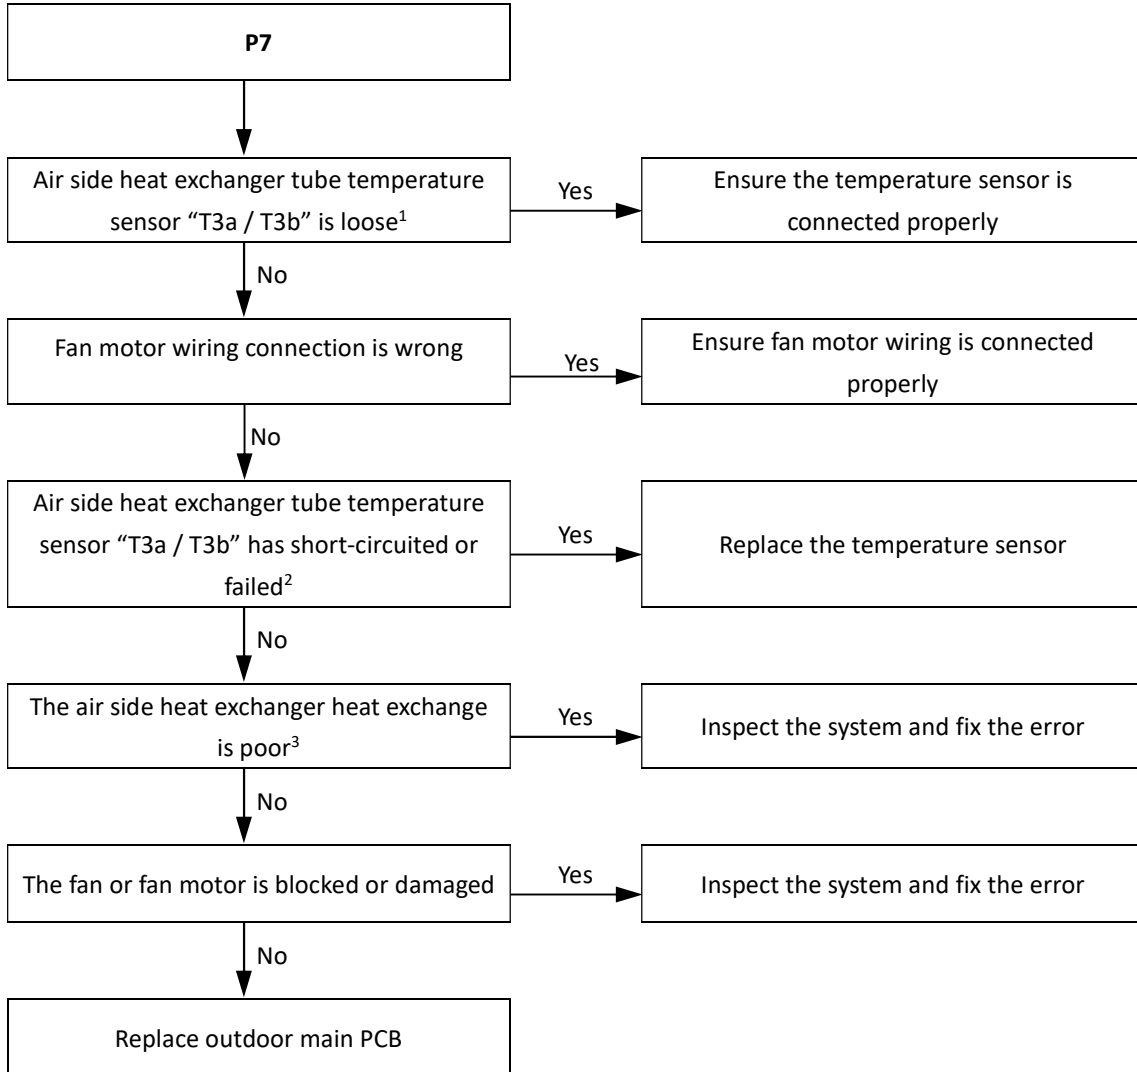 P7
Air side heat exchanger tube temperature
sensor “T3a / T3b” is loose1
Yes
Ensure the temperature sensor is
connected properly
No
Fan motor wiring connection is wrong
Yes
Ensure fan motor wiring is connected
properly
No
Air side heat exchanger tube temperature
sensor “T3a / T3b” has short-circuited or
failed2
Yes
Replace the temperature sensor
No
The air side heat exchanger heat exchange
is poor3
Yes
Inspect the system and fix the error
No
The fan or fan motor is blocked or damaged
Yes
Inspect the system and fix the error
No
Replace outdoor main PCB